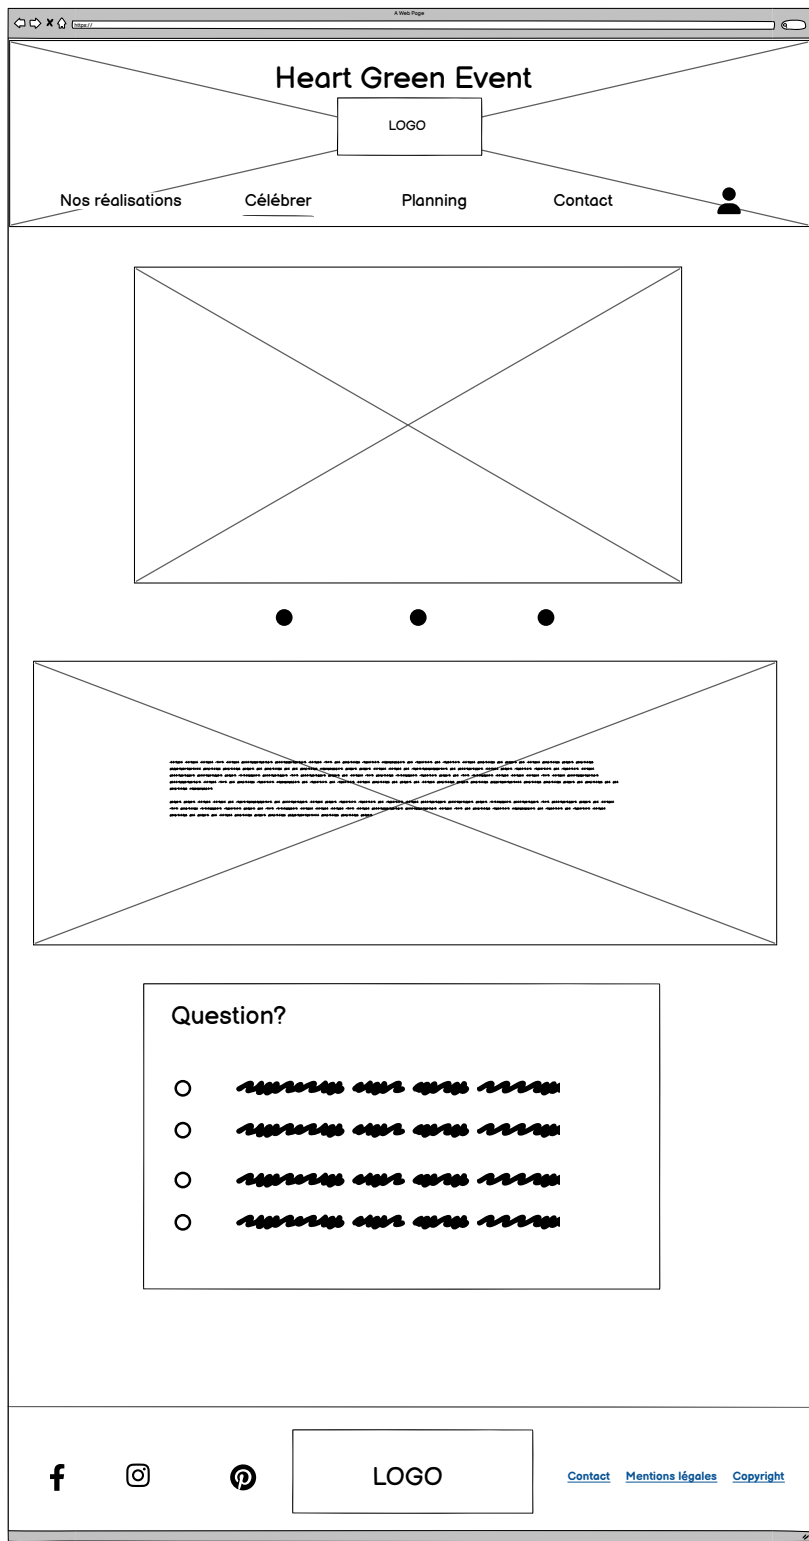 A Web Page
https://
Heart Green Event
LOGO
Nos réalisations Célébrer Planning Contact
Question?
LOGO
Contact Mentions légales Copyright